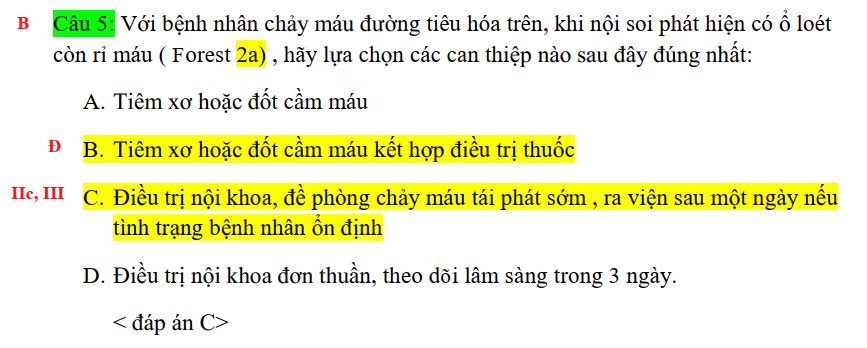 B Câu 5: Với bệnh nhân chảy máu đường tiêu hóa trên, khi nội soi phát hiện có ổ loét
còn rỉ máu ( Forest 2a) , hãy lựa chọn các can thiệp nào sau đây đúng nhất:
A. Tiêm xơ hoặc đốt cầm máu
Đ B. Tiêm xơ hoặc đốt cầm máu kết hợp điều trị thuốc
IIc, III C. Điều trị nội khoa, đề phòng chảy máu tái phát sớm , ra viện sau một ngày nếu
tình trạng bệnh nhân ổn định
D. Điều trị nội khoa đơn thuần, theo dõi lâm sàng trong 3 ngày.
< đáp án C>